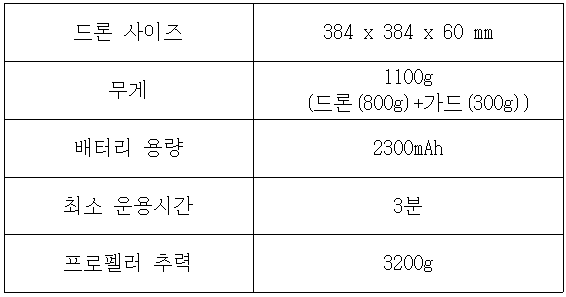 드론 사이즈
384 x 384 x 60 mm
무게
1100g
(드론(800g)+가드(300g))
배터리 용량
2300mAh
최소 운용시간
3분
프로펠러 추력
3200g